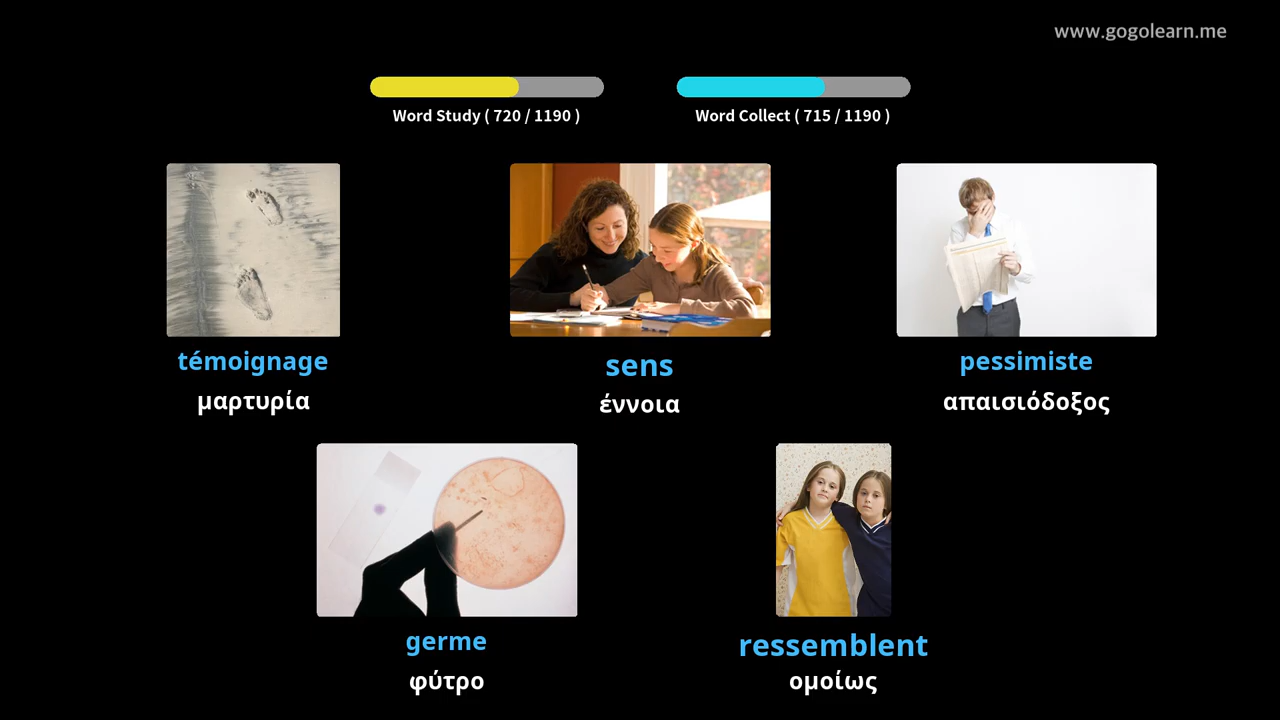 www.gogolearn.me
Word Study ( 720 / 1190 )
Word Collect ( 715 / 1190 )
témoignage
μαρτυρία
sens
έννοια
pessimiste
απαισιόδοξος
germe
φύτρο
ressemblent
ομοίως